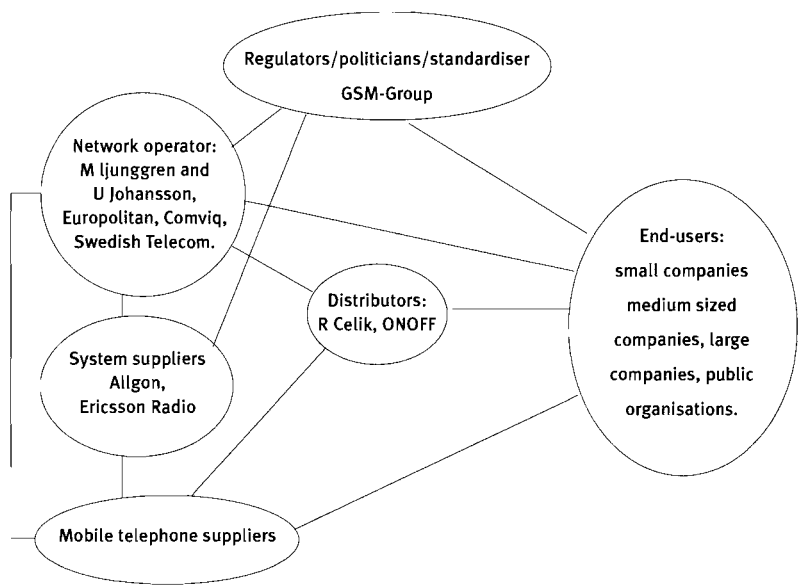 Regulators/politicians/standardiser
GSM-Group
Network operator:
M ljunggren and
U Johansson,
Europolitan, Comviq,
Swedish Telecom.
End-users:
small companies
medium sized
companies, large
companies, public
organisations.
Distributors:
R Celik, ONOFF
System suppliers
Allgon,
Ericsson Radio
Mobile telephone suppliers